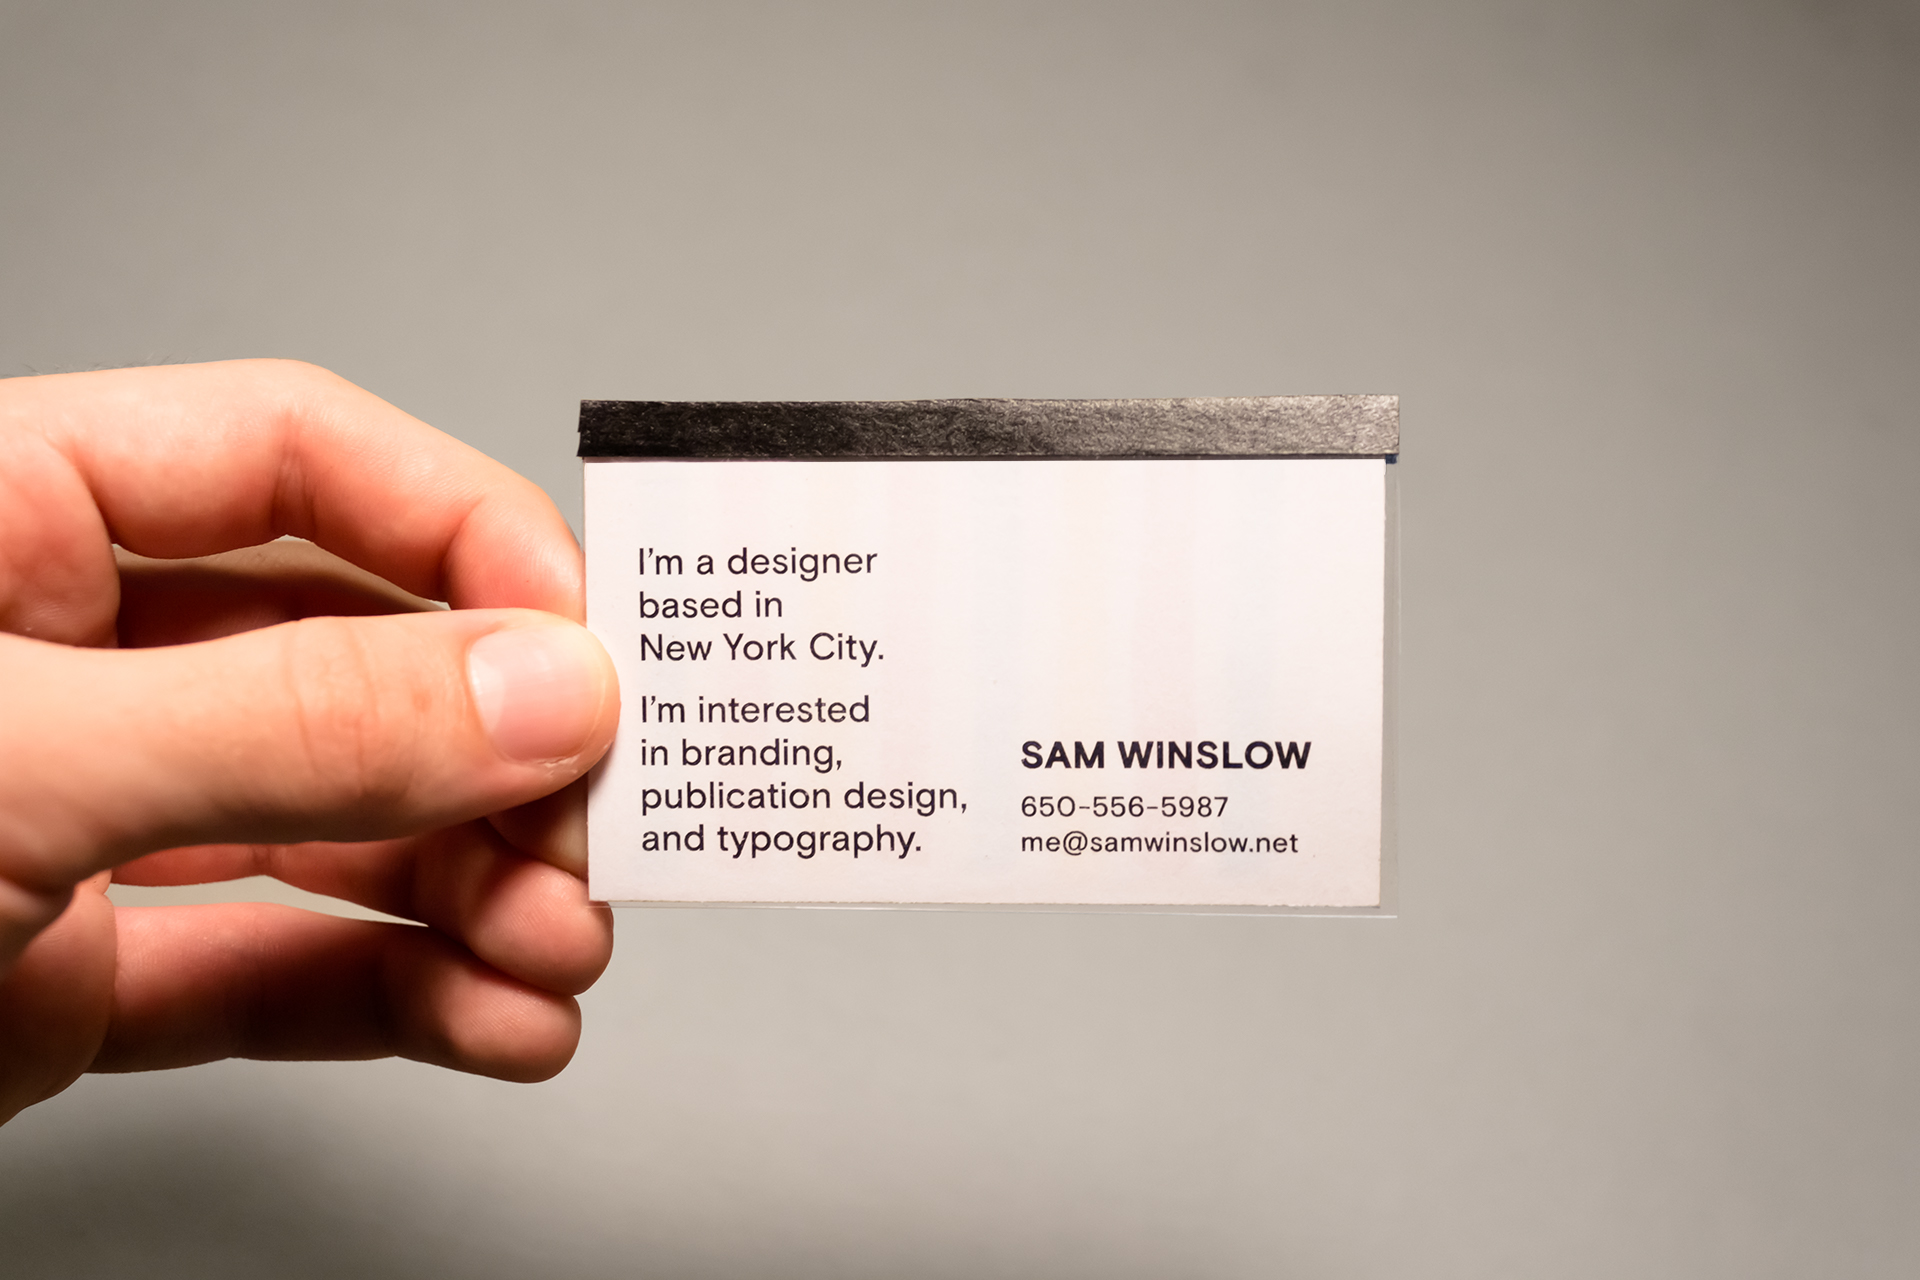 I’m a designer
based in
New York City.
I’m interested
in branding,
publication design,
and typography.
SAM WINSLOW
650-556-5987
me@samwinslow.net